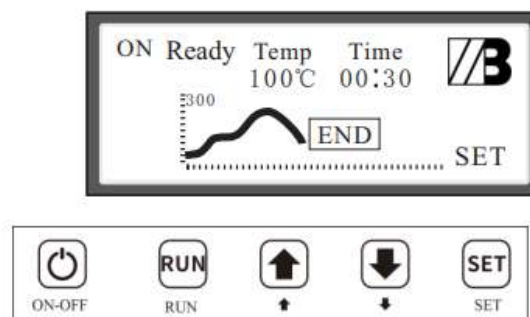 ON Ready Temp Time
100℃ 00:30
300
END
SET
RUN SET
ON-OFF RUN SET